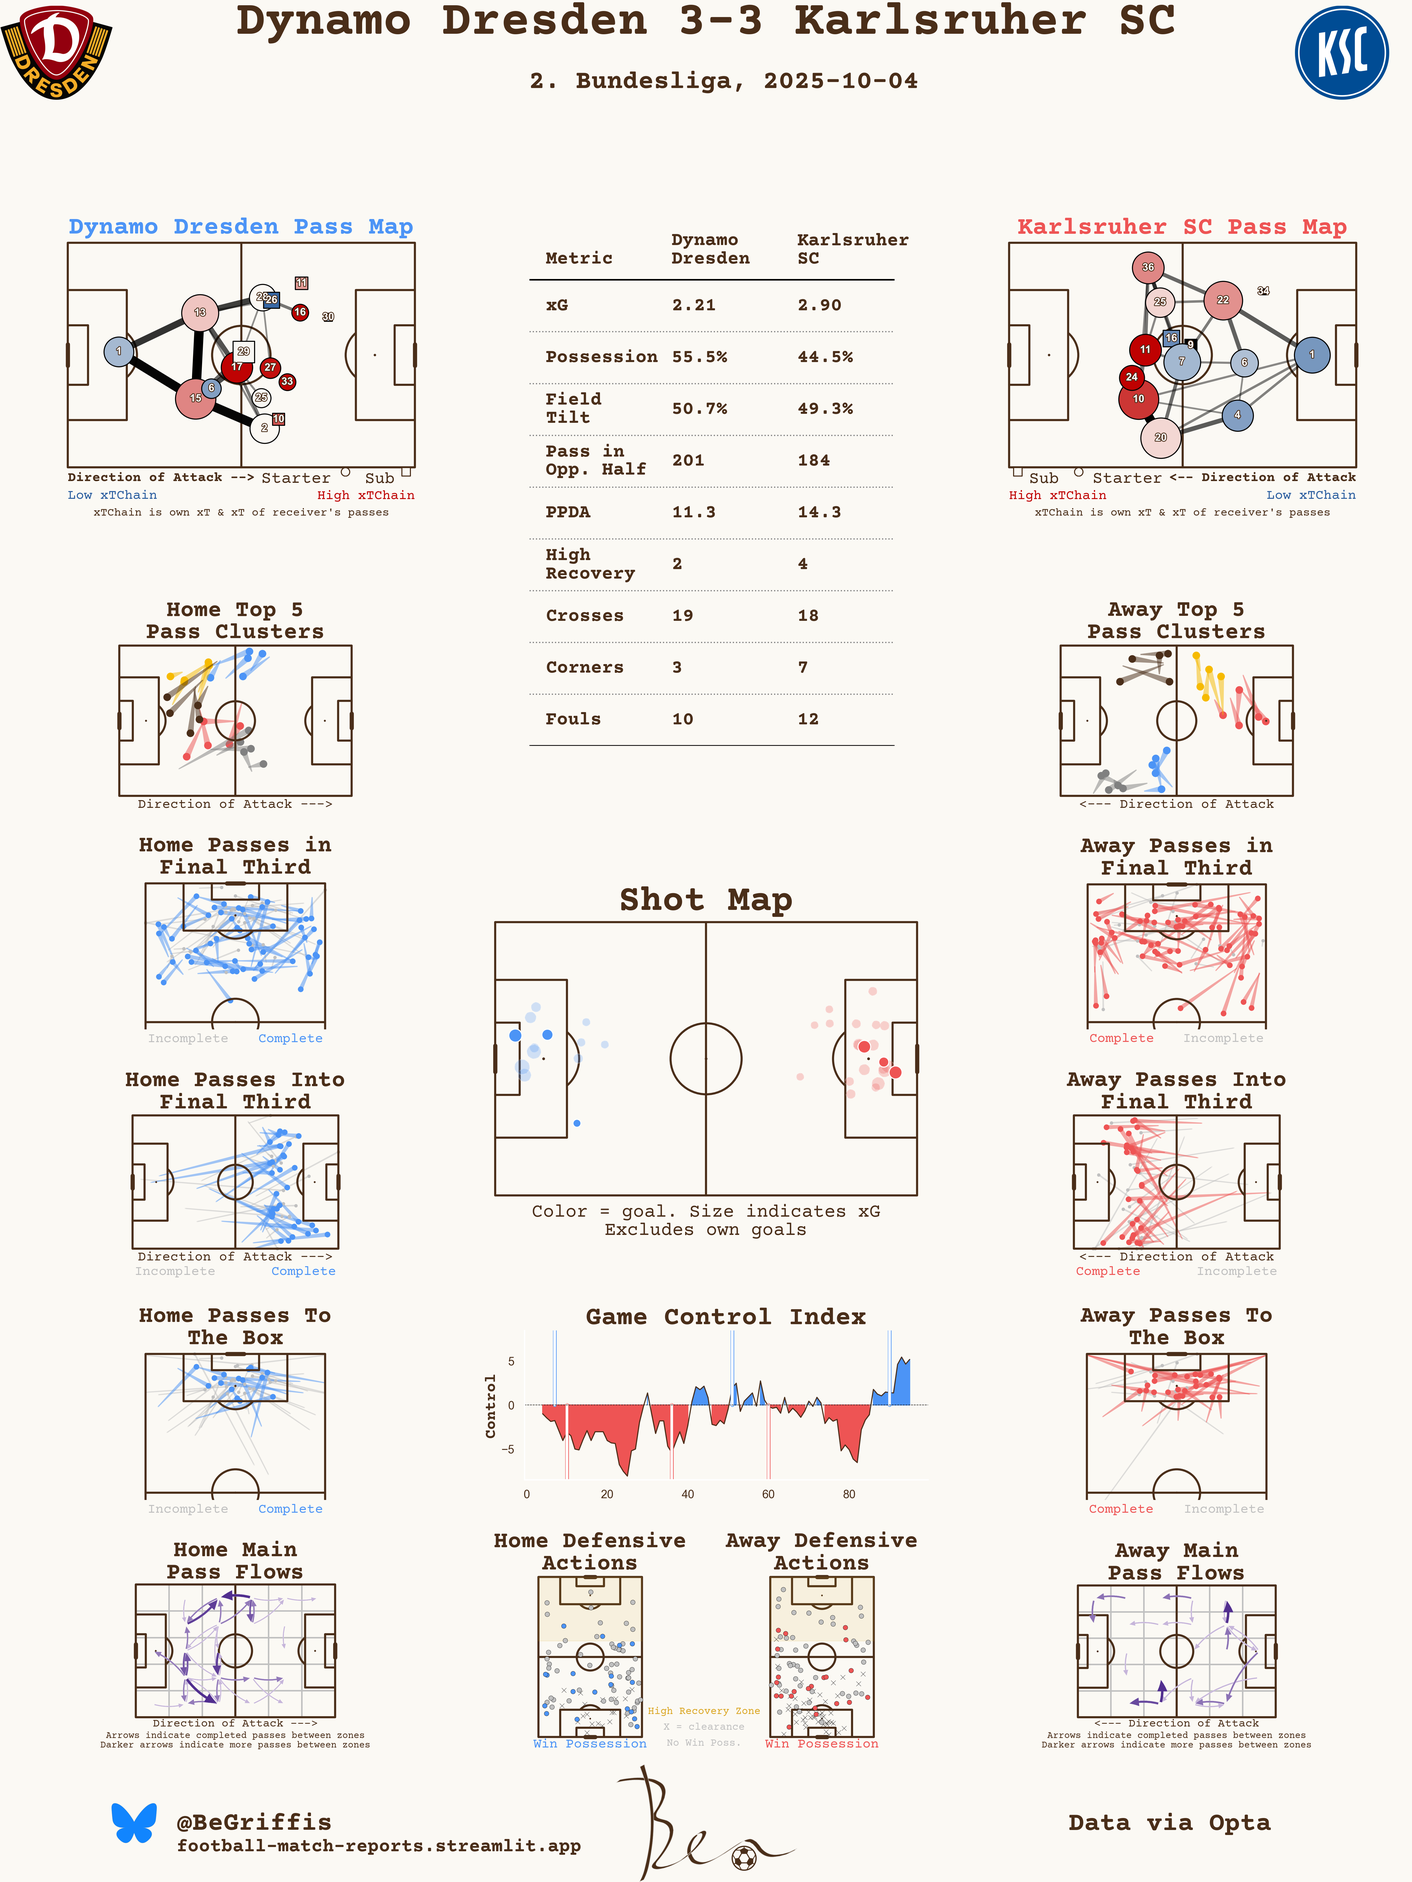 Dynamo Dresden 3-3 Karlsruher SC
2. Bundesliga, 2025-10-04
DRESDEN
D
KSC
Dynamo Dresden Pass Map
1
13
15
6
17
29
28
26
11
16
30
27
33
25
2
10
Direction of Attack --> Starter Sub
Low xTChain High xTChain
xTChain is own xT & xT of receiver's passes
Metric Dynamo Dresden Karlsruher SC
xG 2.21 2.90
Possession 55.5% 44.5%
Field Tilt 50.7% 49.3%
Pass in Opp. Half 201 184
PPDA 11.3 14.3
High Recovery 2 4
Crosses 19 18
Corners 3 7
Fouls 10 12
Karlsruher SC Pass Map
36
25
22
34
16
9
11
7
6
1
24
10
4
20
Sub Starter <-- Direction of Attack
High xTChain Low xTChain
xTChain is own xT & xT of receiver's passes
Home Top 5
Pass Clusters
Direction of Attack --->
Away Top 5
Pass Clusters
<--- Direction of Attack
Home Passes in
Final Third
Incomplete Complete
Away Passes in
Final Third
Complete Incomplete
Shot Map
Color = goal. Size indicates xG
Excludes own goals
Home Passes Into
Final Third
Direction of Attack --->
Incomplete Complete
Away Passes Into
Final Third
<--- Direction of Attack
Complete Incomplete
Home Passes To
The Box
Incomplete Complete
Game Control Index
Control
5
0
−5
0 20 40 60 80
Away Passes To
The Box
Complete Incomplete
Home Main
Pass Flows
Direction of Attack --->
Arrows indicate completed passes between zones
Darker arrows indicate more passes between zones
Home Defensive
Actions
Win Possession
High Recovery Zone
X = clearance
No Win Poss.
Away Defensive
Actions
Win Possession
Away Main
Pass Flows
<--- Direction of Attack
Arrows indicate completed passes between zones
Darker arrows indicate more passes between zones
@BeGriffis
football-match-reports.streamlit.app
Ben
Data via Opta